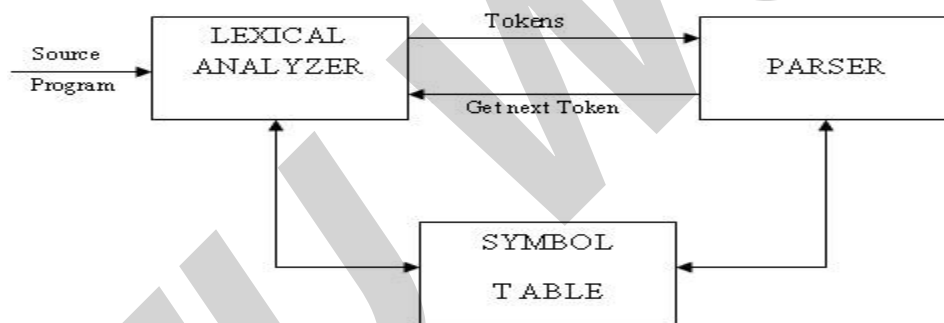 Source
Program
LEXICAL
ANALYZER
Tokens
Get next Token
PARSER
SYMBOL
TABLE